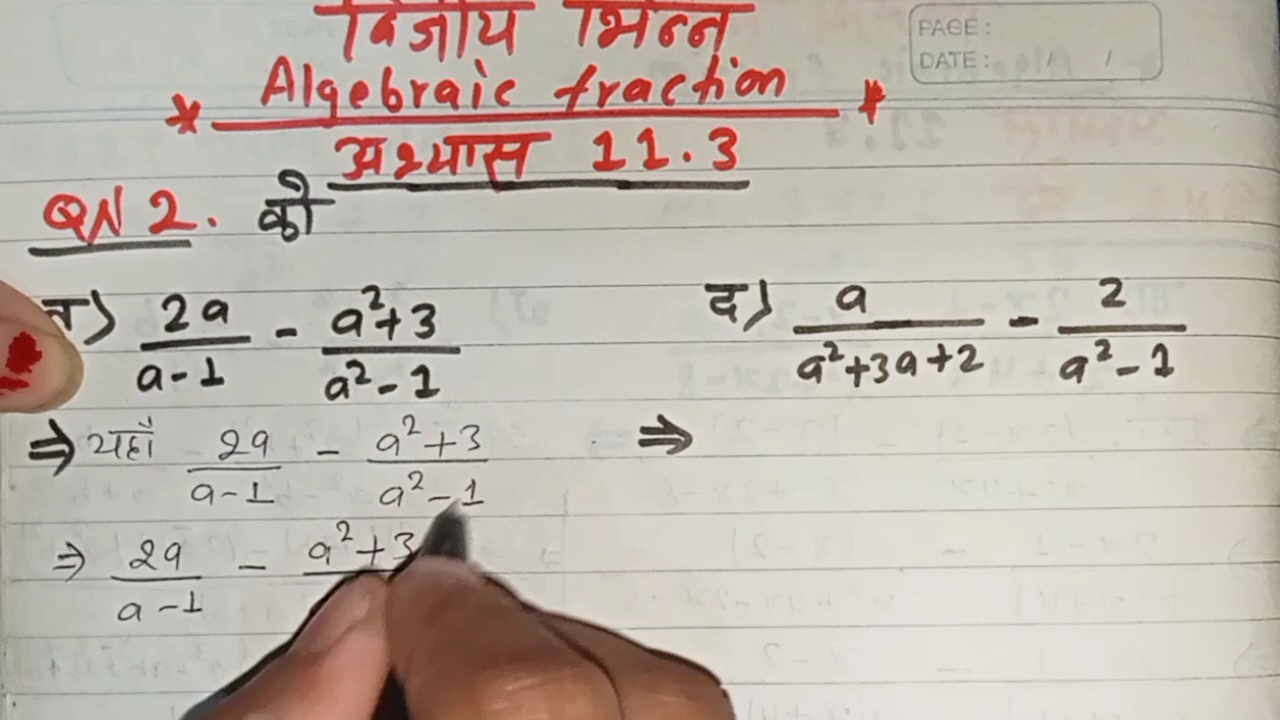 विजीय भिन्न
PAGE:
DATE: / /
* Algebraic fraction *
अभ्यास 11.3
QN 2. को
त) 2a/(a-1) - (a²+3)/(a²-1)
द) a/(a²+3a+2) - 2/(a²-1)
⇒ यहाँ 2a/(a-1) - (a²+3)/(a²-1)
⇒
⇒ 2a/(a-1) - a²+3